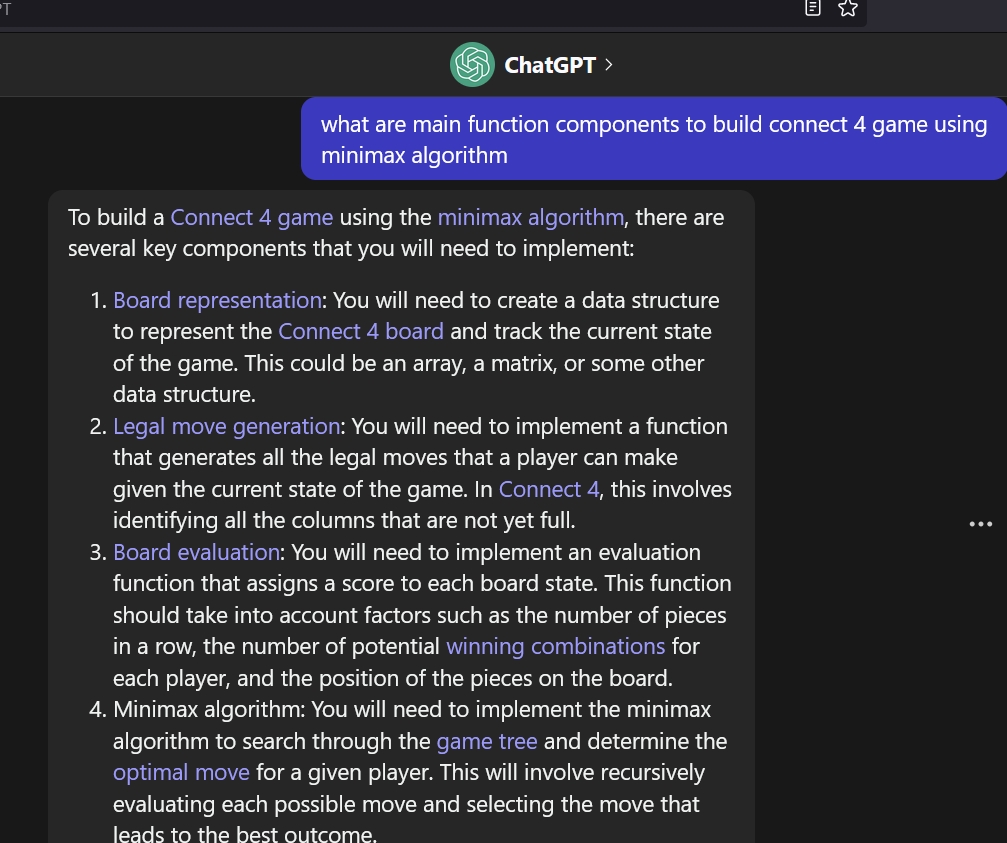 PT
ChatGPT
what are main function components to build connect 4 game using
minimax algorithm
To build a Connect 4 game using the minimax algorithm, there are
several key components that you will need to implement:
1. Board representation: You will need to create a data structure
to represent the Connect 4 board and track the current state
of the game. This could be an array, a matrix, or some other
data structure.
2. Legal move generation: You will need to implement a function
that generates all the legal moves that a player can make
given the current state of the game. In Connect 4, this involves
identifying all the columns that are not yet full.
3. Board evaluation: You will need to implement an evaluation
function that assigns a score to each board state. This function
should take into account factors such as the number of pieces
in a row, the number of potential winning combinations for
each player, and the position of the pieces on the board.
4. Minimax algorithm: You will need to implement the minimax
algorithm to search through the game tree and determine the
optimal move for a given player. This will involve recursively
evaluating each possible move and selecting the move that
leads to the best outcome.